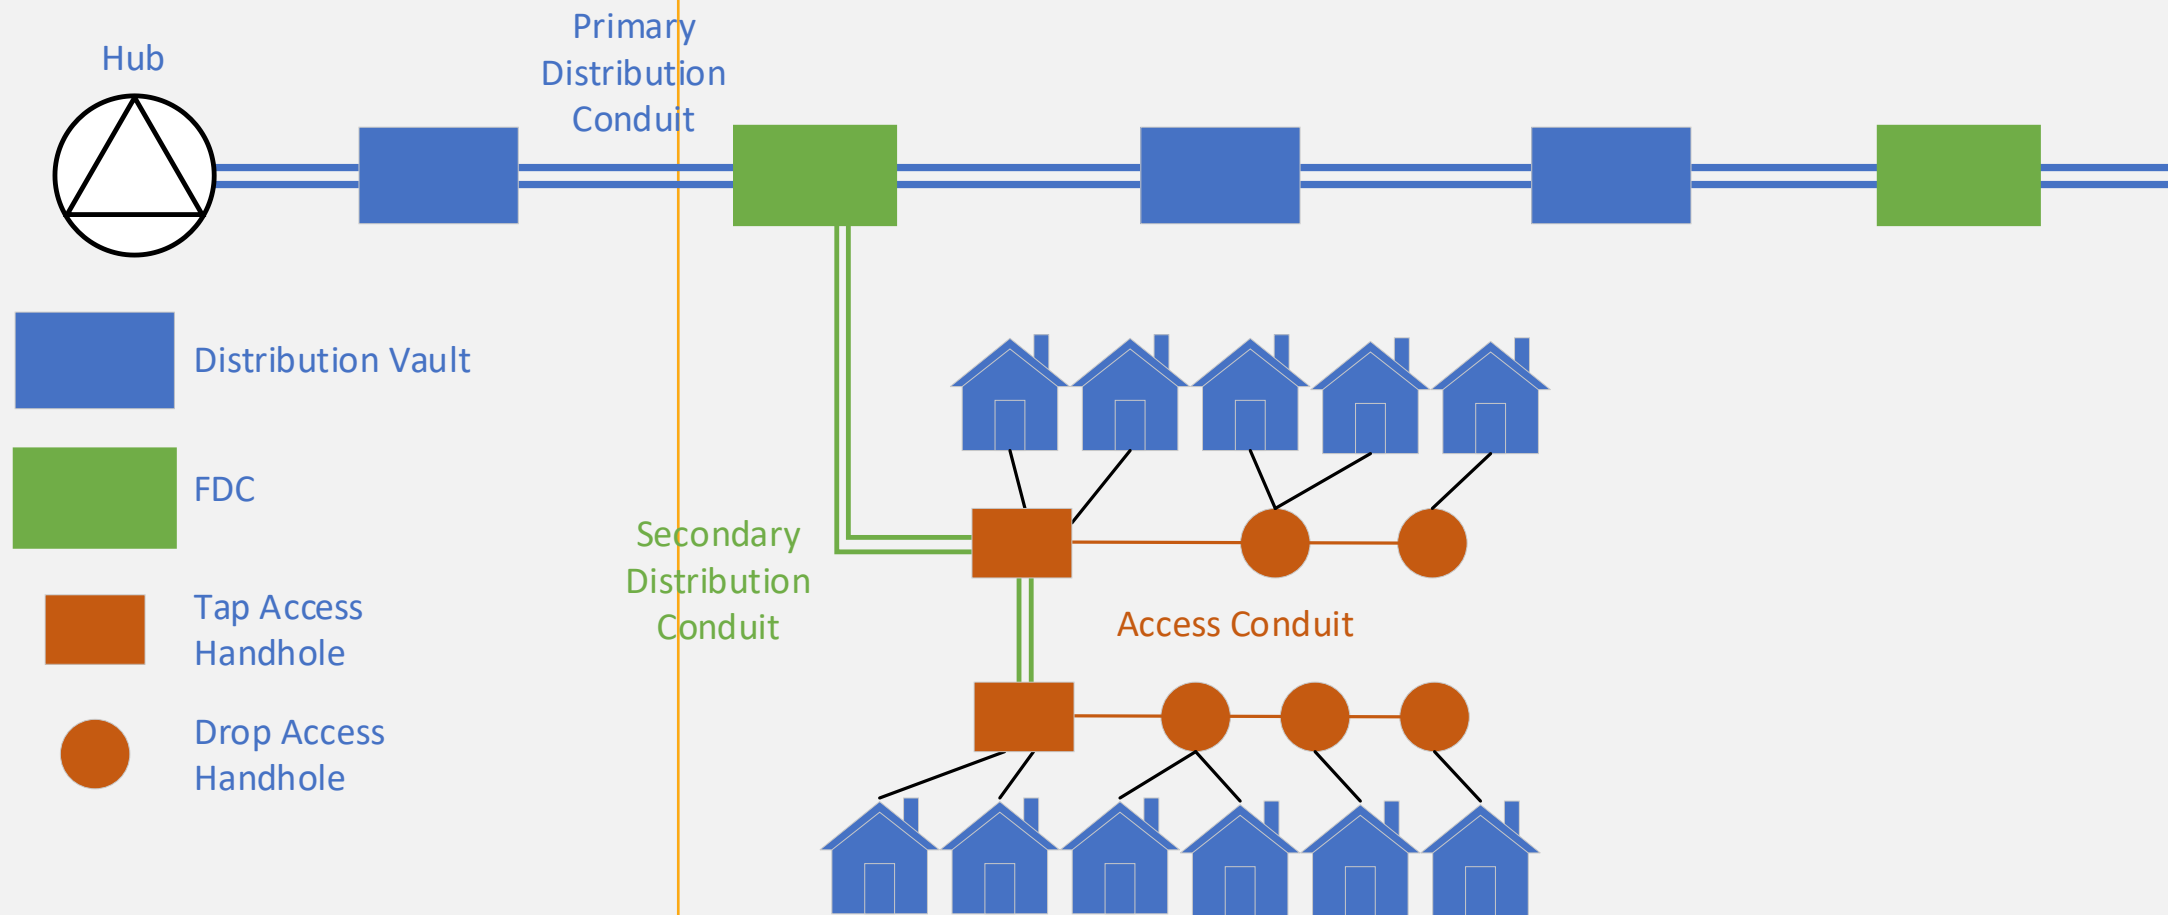 Hub
Primary
Distribution
Conduit
Distribution Vault
FDC
Secondary
Distribution
Conduit
Tap Access
Handhole
Access Conduit
Drop Access
Handhole